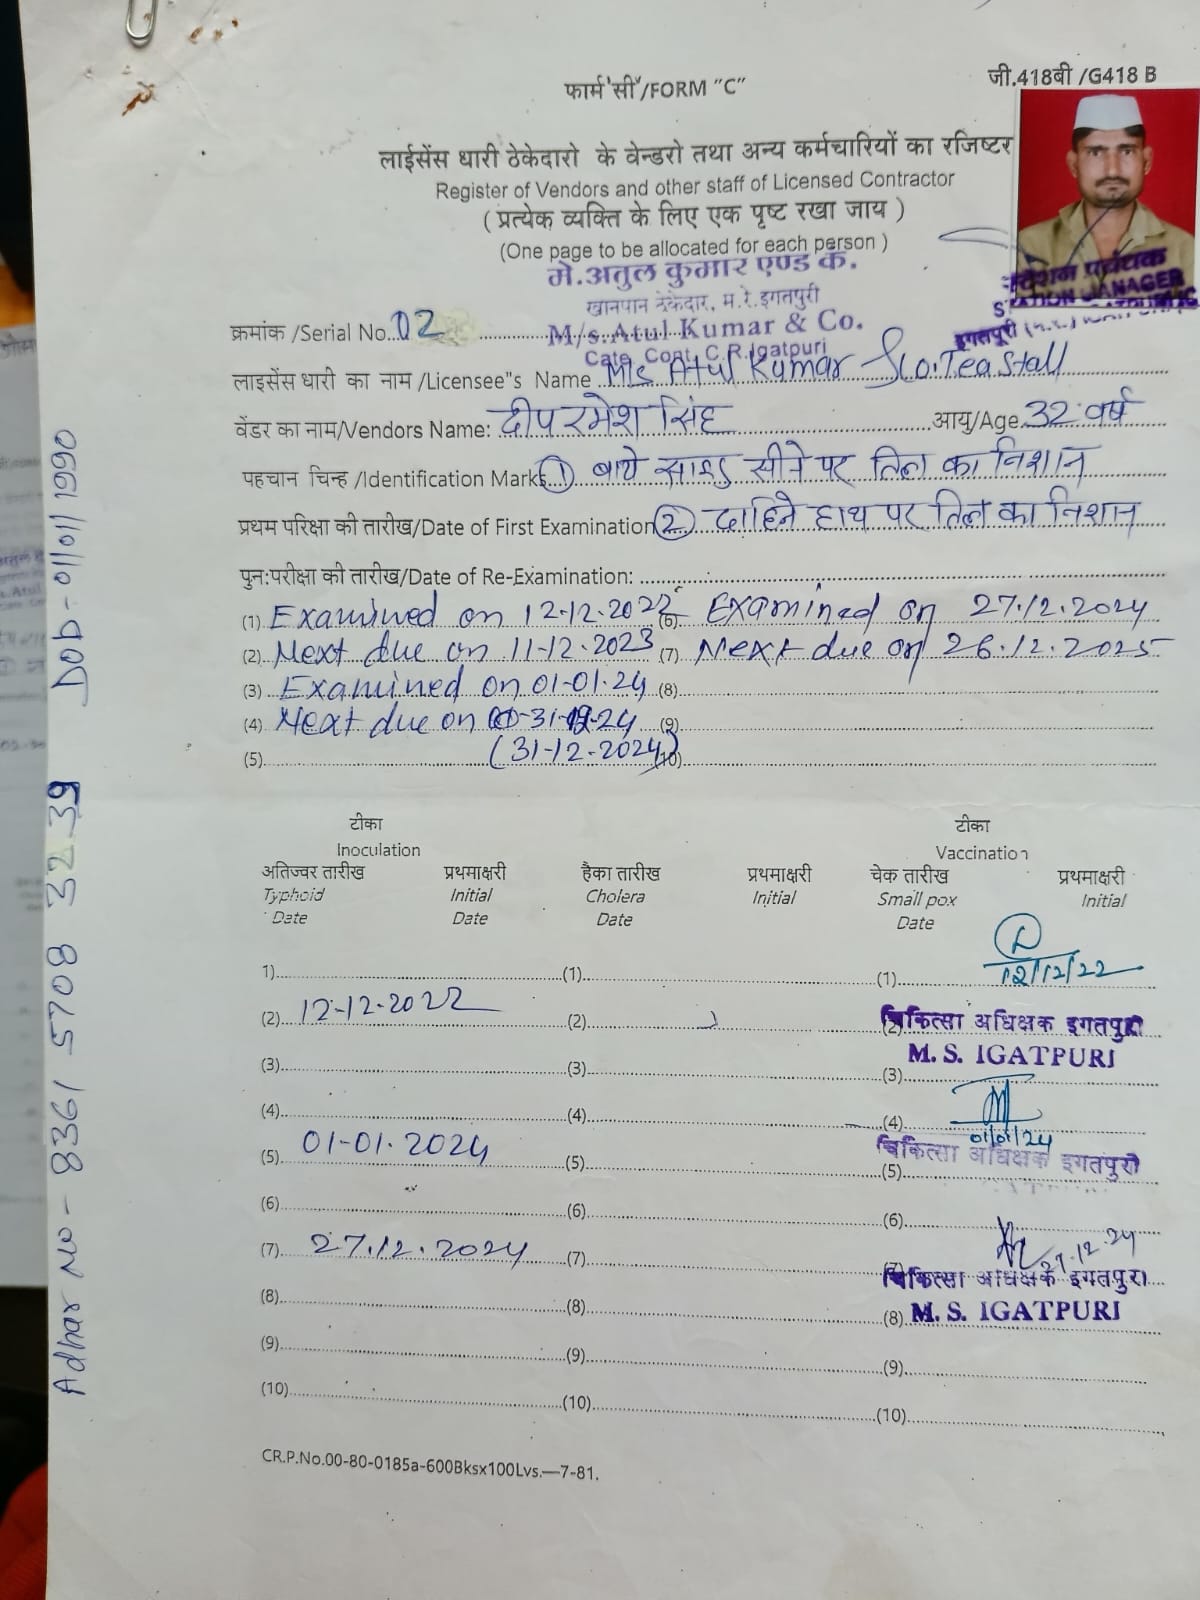 फार्म 'सी'/FORM "C"
जी.418बी /G418 B
लाईसेंस धारी ठेकेदारो के वेन्डरो तथा अन्य कर्मचारियों का रजिष्टर
Register of Vendors and other staff of Licensed Contractor
( प्रत्येक व्यक्ति के लिए एक पृष्ट रखा जाय )
(One page to be allocated for each person )
मे.अतुल कुमार एण्ड कं.
खानपान ठेकेदार, म.रे.इगतपुरी
M/s.Atul Kumar & Co.
Cate. Cont. C.R.Igatpuri
STATION MANAGER
इगतपुरी
क्रमांक /Serial No. 02
लाइसेंस धारी का नाम /Licensee"s Name M/s Atul Kumar & Co. Tea Stall
वेंडर का नाम/Vendors Name: दीप रमेश सिंह आयु/Age 32 वर्ष
पहचान चिन्ह /Identification Marks (1) बाये साइड सीने पर तिल का निशान
प्रथम परिक्षा की तारीख/Date of First Examination (2) दाहिने हाथ पर तिल का निशान
पुन:परीक्षा की तारीख/Date of Re-Examination:
(1) Examined on 12-12-2022 (6) Examined on 27.12.2024
(2) Next due on 11-12-2023 (7) Next due on 26.12.2025
(3) Examined on 01-01-24 (8)
(4) Next due on 31-12-24 (9)
(5) (31-12-2024) (10)
टीका टीका
Inoculation Vaccination
अतिज्वर तारीख प्रथमाक्षरी हैका तारीख प्रथमाक्षरी चेक तारीख प्रथमाक्षरी
Typhoid Initial Cholera Initial Small pox Initial
Date Date Date Date
1) (1) (1) 12/12/22
(2) 12-12-2022 (2) (2) चिकित्सा अधिक्षक इगतपुरी
M. S. IGATPURI
(3) (3) (3)
(4) (4) (4) 01/01/24
(5) 01-01-2024 (5) (5) चिकित्सा अधिक्षक इगतपुरी
(6) (6) (6)
(7) 27.12.2024 (7) (7) 27.12.24
चिकित्सा अधिक्षक इगतपुरी
(8) (8) (8) M. S. IGATPURI
(9) (9) (9)
(10) (10) (10)
CR.P.No.00-80-0185a-600Bksx100Lvs.—7-81.
Adhar No - 8361 5708 3239 DOB - 01/01/1990